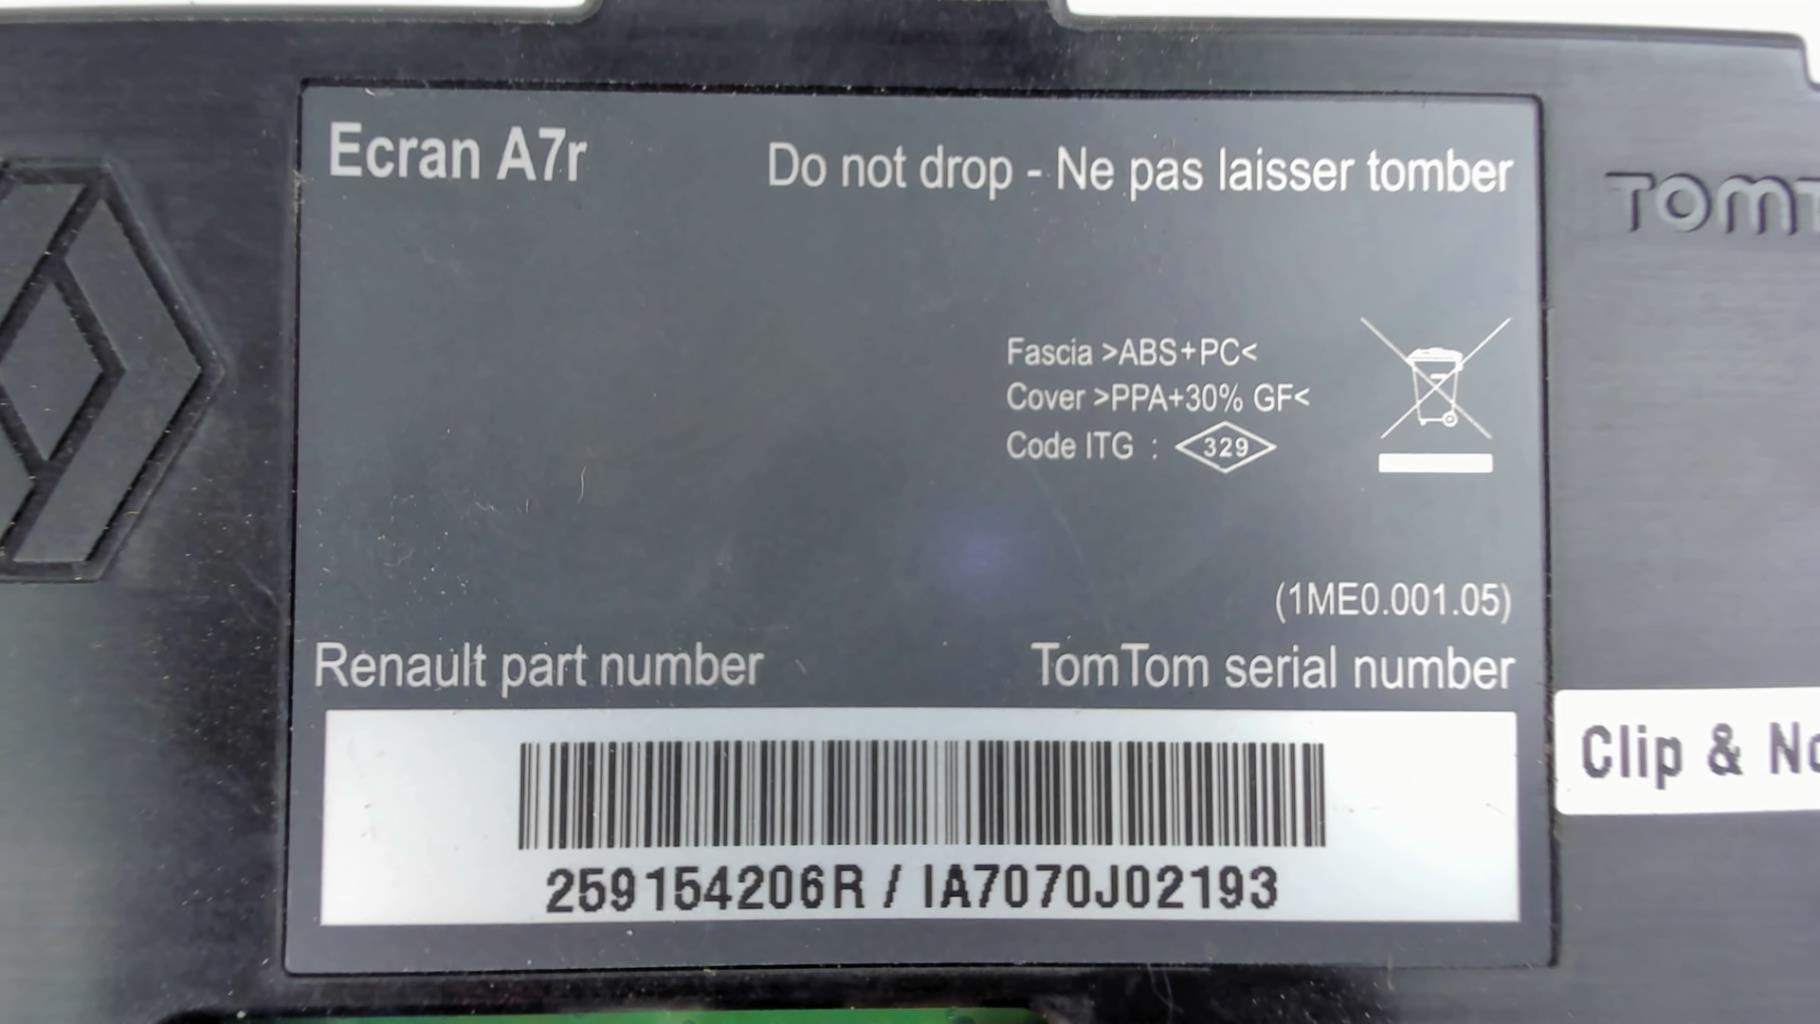 Ecran A7r
Do not drop - Ne pas laisser tomber
TOMT
Fascia >ABS+PC<
Cover >PPA+30% GF<
Code ITG : 329
(1ME0.001.05)
Renault part number
TomTom serial number
Clip & No
259154206R / IA7070J02193